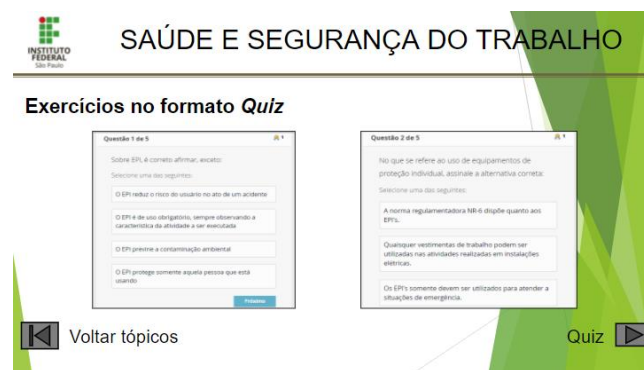 INSTITUTO
FEDERAL
São Paulo
SAÚDE E SEGURANÇA DO TRABALHO
Exercícios no formato Quiz
Questão 1 de 5
1
Sobre EPI, é correto afirmar, exceto:
Selecione uma das seguintes:
O EPI reduz o risco do usuário no ato de um acidente
O EPI é de uso obrigatório, sempre observando a
característica da atividade a ser executada
O EPI previne a contaminação ambiental
O EPI protege somente aquela pessoa que está
usando
Próximo
Questão 2 de 5
1
No que se refere ao uso de equipamentos de
proteção individual, assinale a alternativa correta:
Selecione uma das seguintes:
A norma regulamentadora NR-6 dispõe quanto aos
EPI's.
Quaisquer vestimentas de trabalho podem ser
utilizadas nas atividades realizadas em instalações
elétricas.
Os EPI's somente devem ser utilizados para atender a
situações de emergência.
Voltar tópicos
Quiz